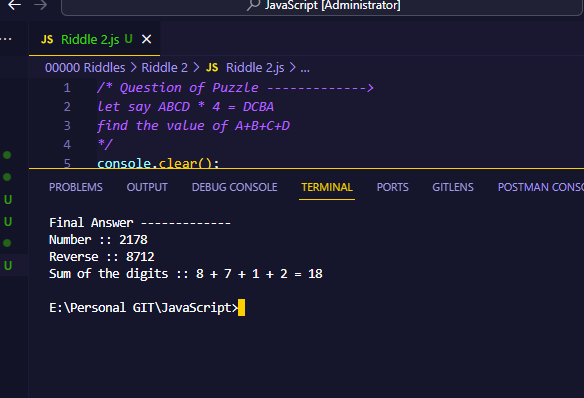 JavaScript [Administrator]
JS Riddle 2.js U
00000 Riddles > Riddle 2 > JS Riddle 2.js > ...
1 /* Question of Puzzle ------------->
2 let say ABCD * 4 = DCBA
3 find the value of A+B+C+D
4 */
5 console.clear();
U
U
U
PROBLEMS OUTPUT DEBUG CONSOLE TERMINAL PORTS GITLENS POSTMAN CONS
Final Answer -------------
Number :: 2178
Reverse :: 8712
Sum of the digits :: 8 + 7 + 1 + 2 = 18
E:\Personal GIT\JavaScript>